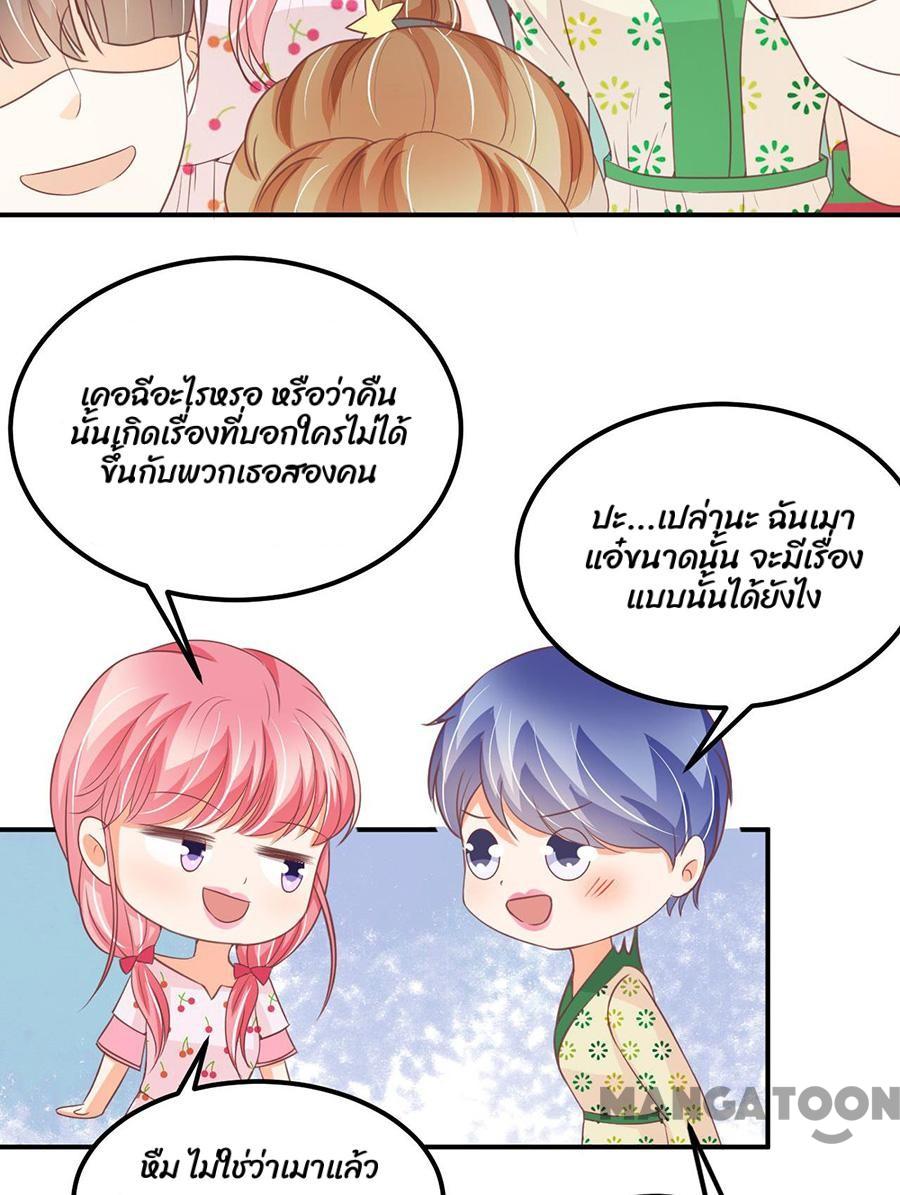 เคอฉีอะไรหรอ หรือว่าคืน
นั้นเกิดเรื่องที่บอกใครไม่ได้
ขึ้นกับพวกเธอสองคน
ปะ...เปล่านะ ฉันเมา
แอ๋ขนาดนั้น จะมีเรื่อง
แบบนั้นได้ยังไง
MANGATOON
หืม ไม่ใช่ว่าเมาแล้ว